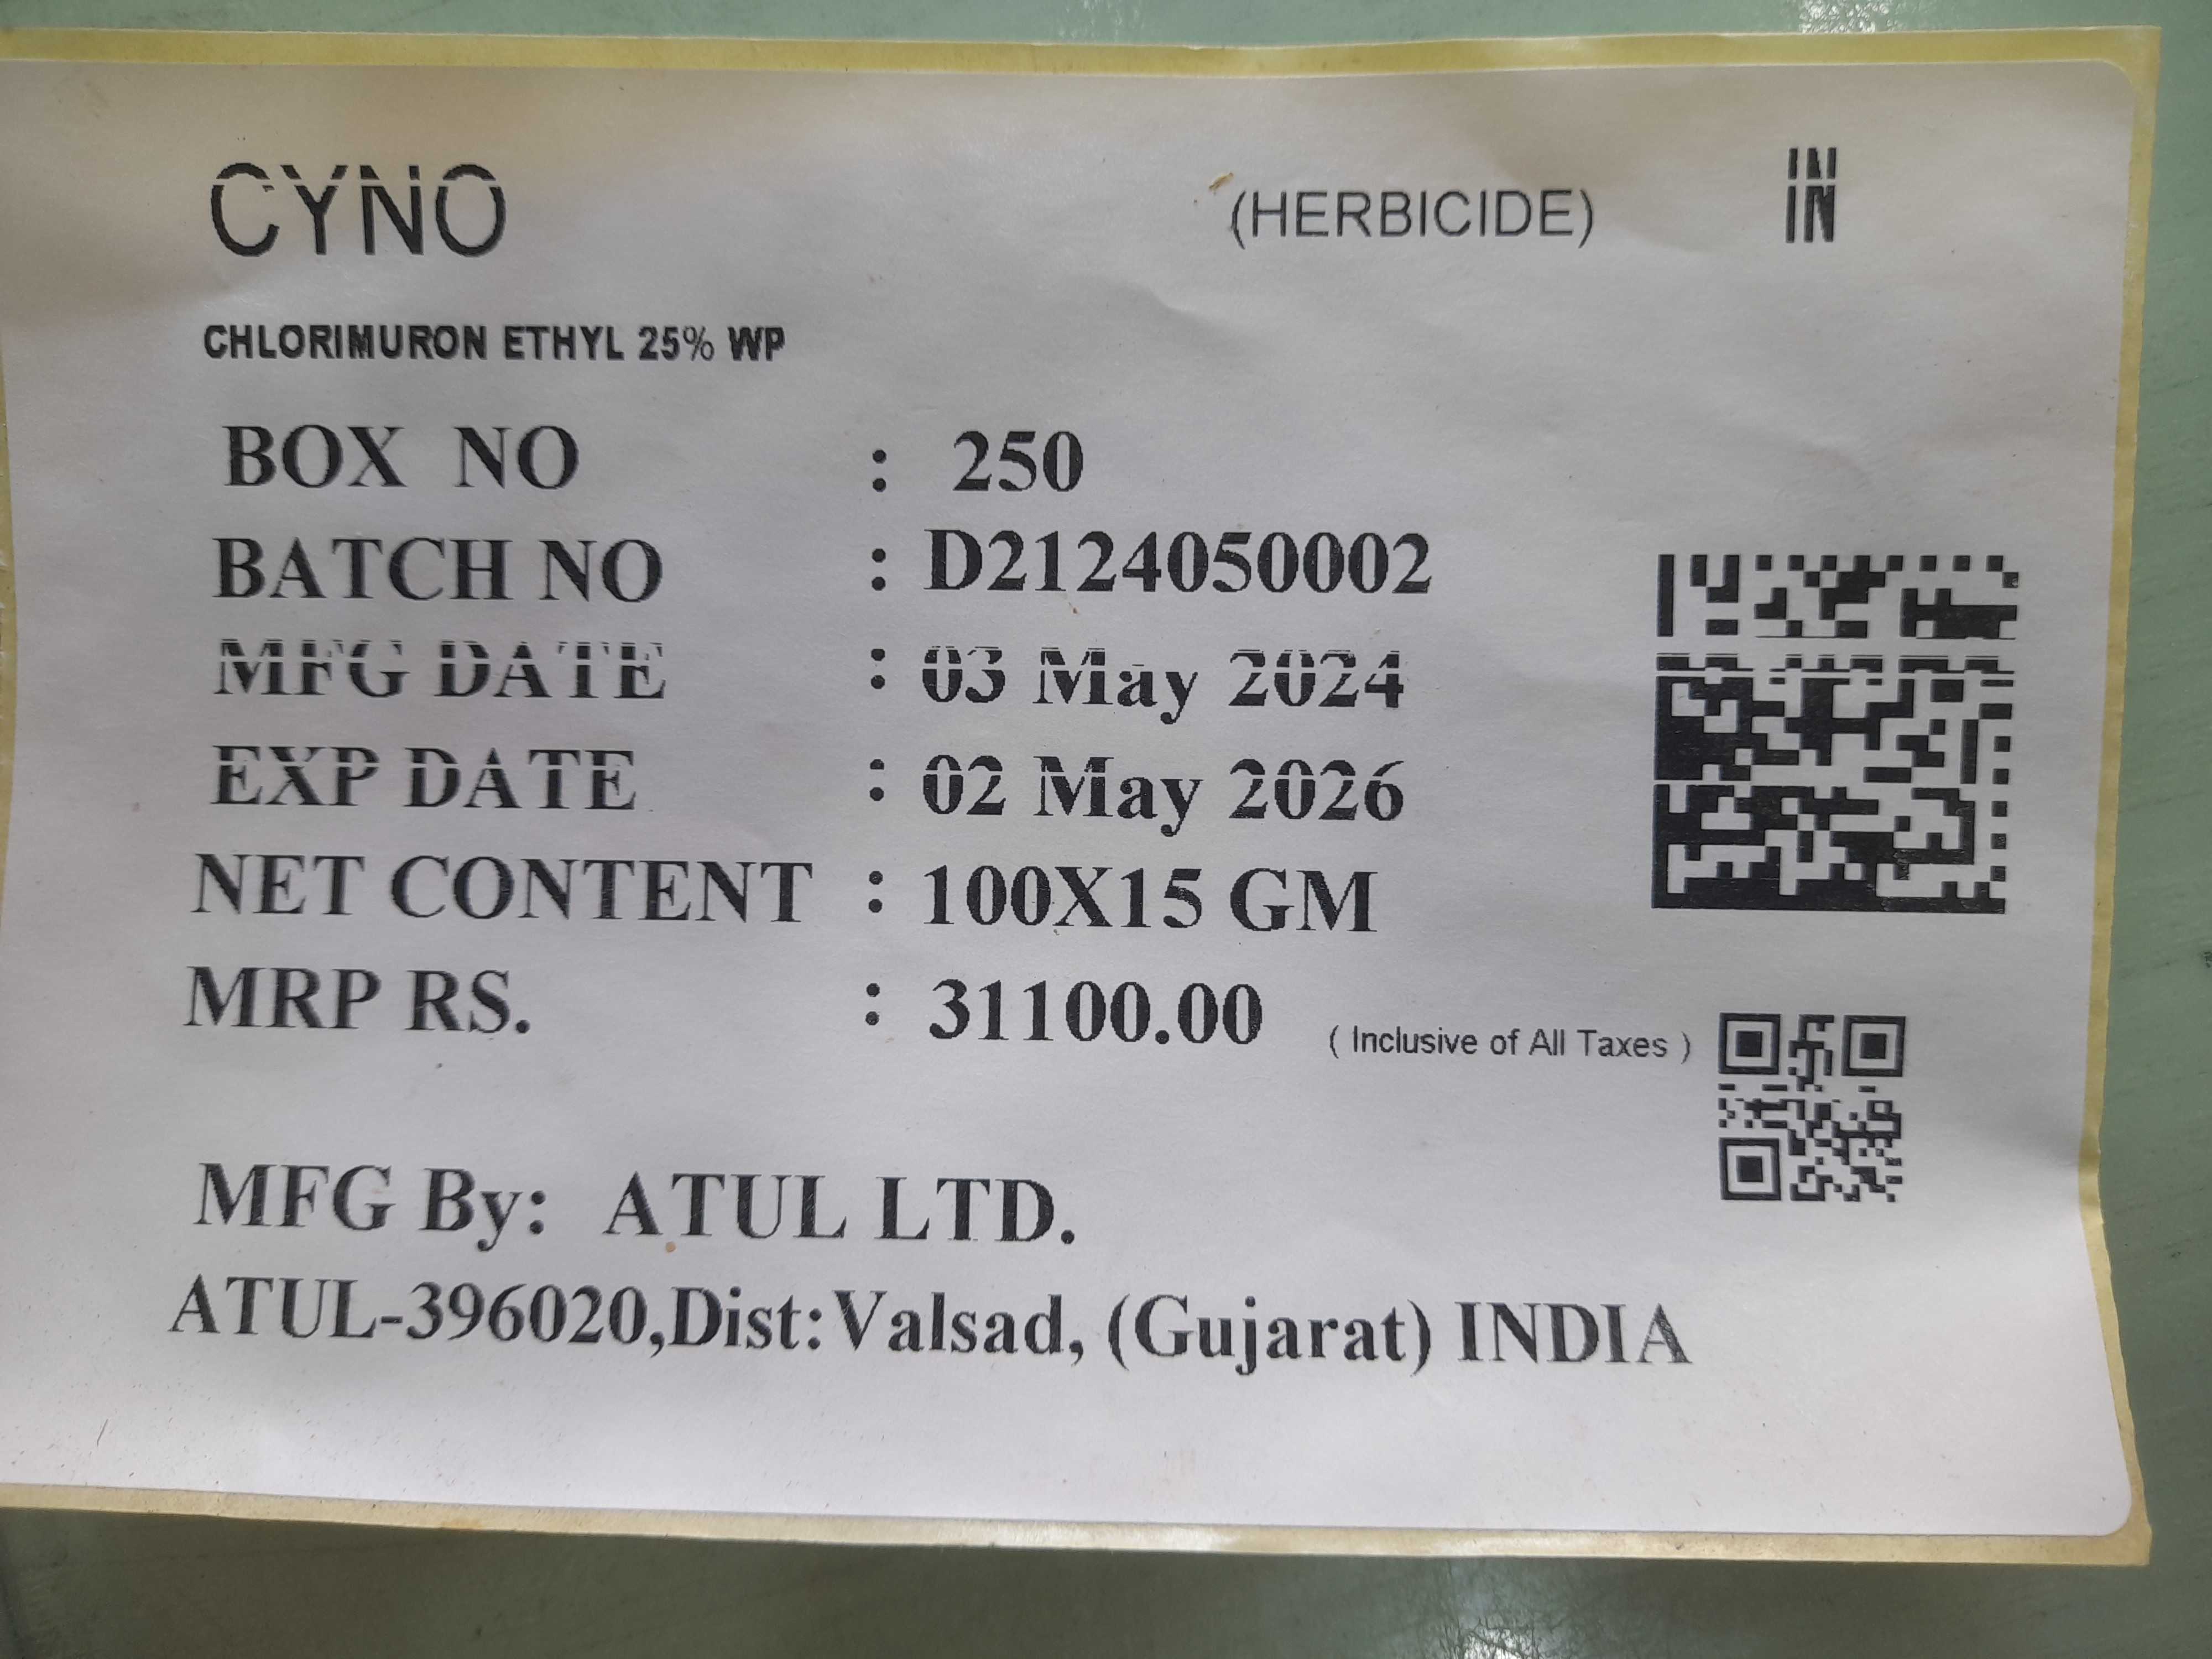 CYNO (HERBICIDE) IN
CHLORIMURON ETHYL 25% WP
BOX NO : 250
BATCH NO : D2124050002
MFG DATE : 03 May 2024
EXP DATE : 02 May 2026
NET CONTENT : 100X15 GM
MRP RS. : 31100.00 ( Inclusive of All Taxes )
MFG By: ATUL LTD.
ATUL-396020,Dist:Valsad, (Gujarat) INDIA